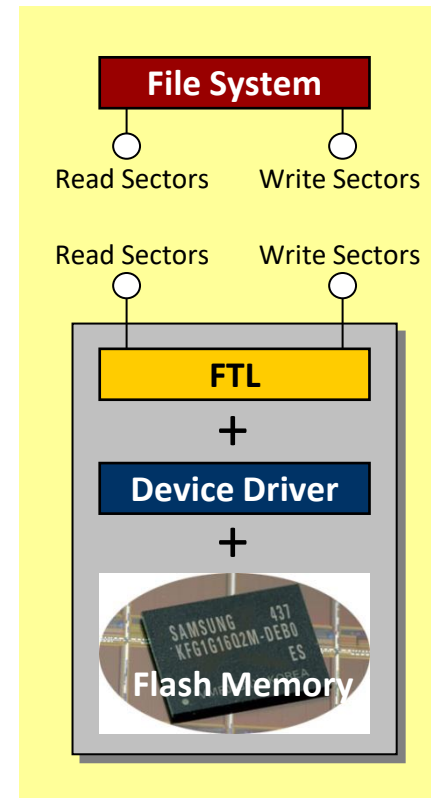 File System
Read Sectors Write Sectors
Read Sectors Write Sectors
FTL
+
Device Driver
+
SAMSUNG 437
KFG1G16Q2M-DEB0
ES
Flash Memory